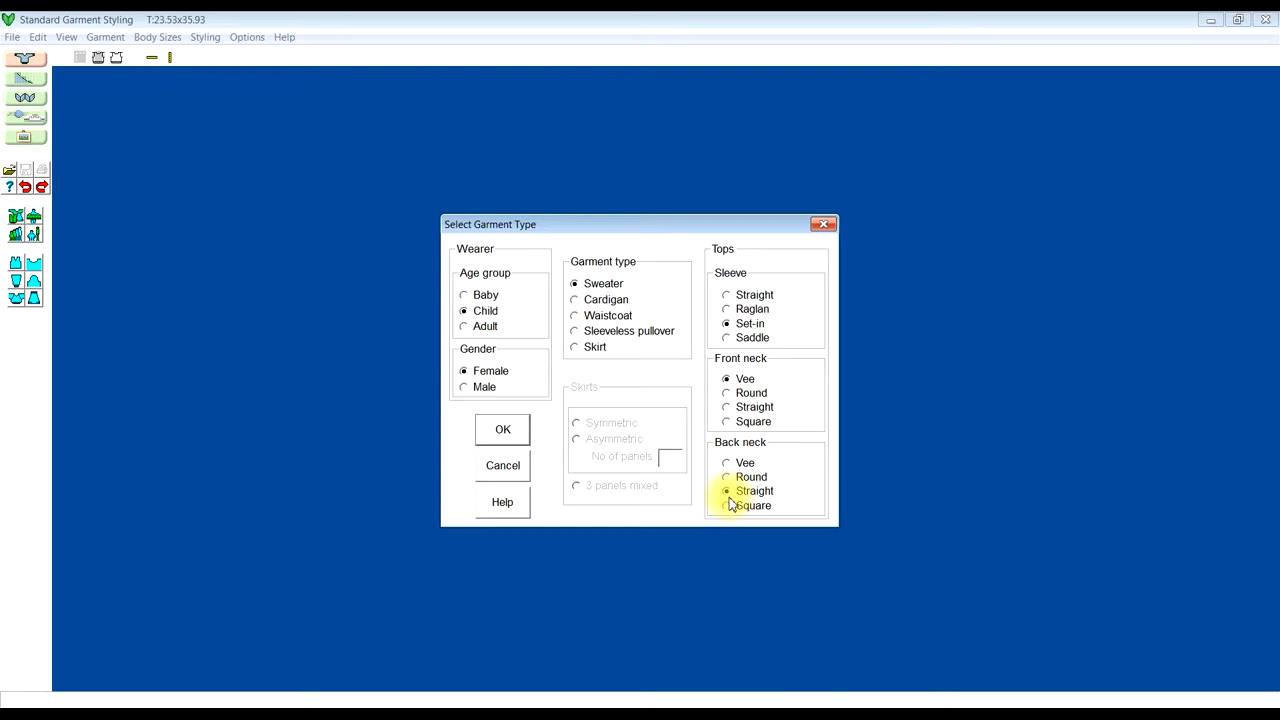 Standard Garment Styling T:23.53x35.93
File Edit View Garment Body Sizes Styling Options Help
Select Garment Type
Wearer
Age group
Baby
Child
Adult
Gender
Female
Male
OK
Cancel
Help
Garment type
Sweater
Cardigan
Waistcoat
Sleeveless pullover
Skirt
Skirts
Symmetric
Asymmetric
No of panels
3 panels mixed
Tops
Sleeve
Straight
Raglan
Set-in
Saddle
Front neck
Vee
Round
Straight
Square
Back neck
Vee
Round
Straight
Square